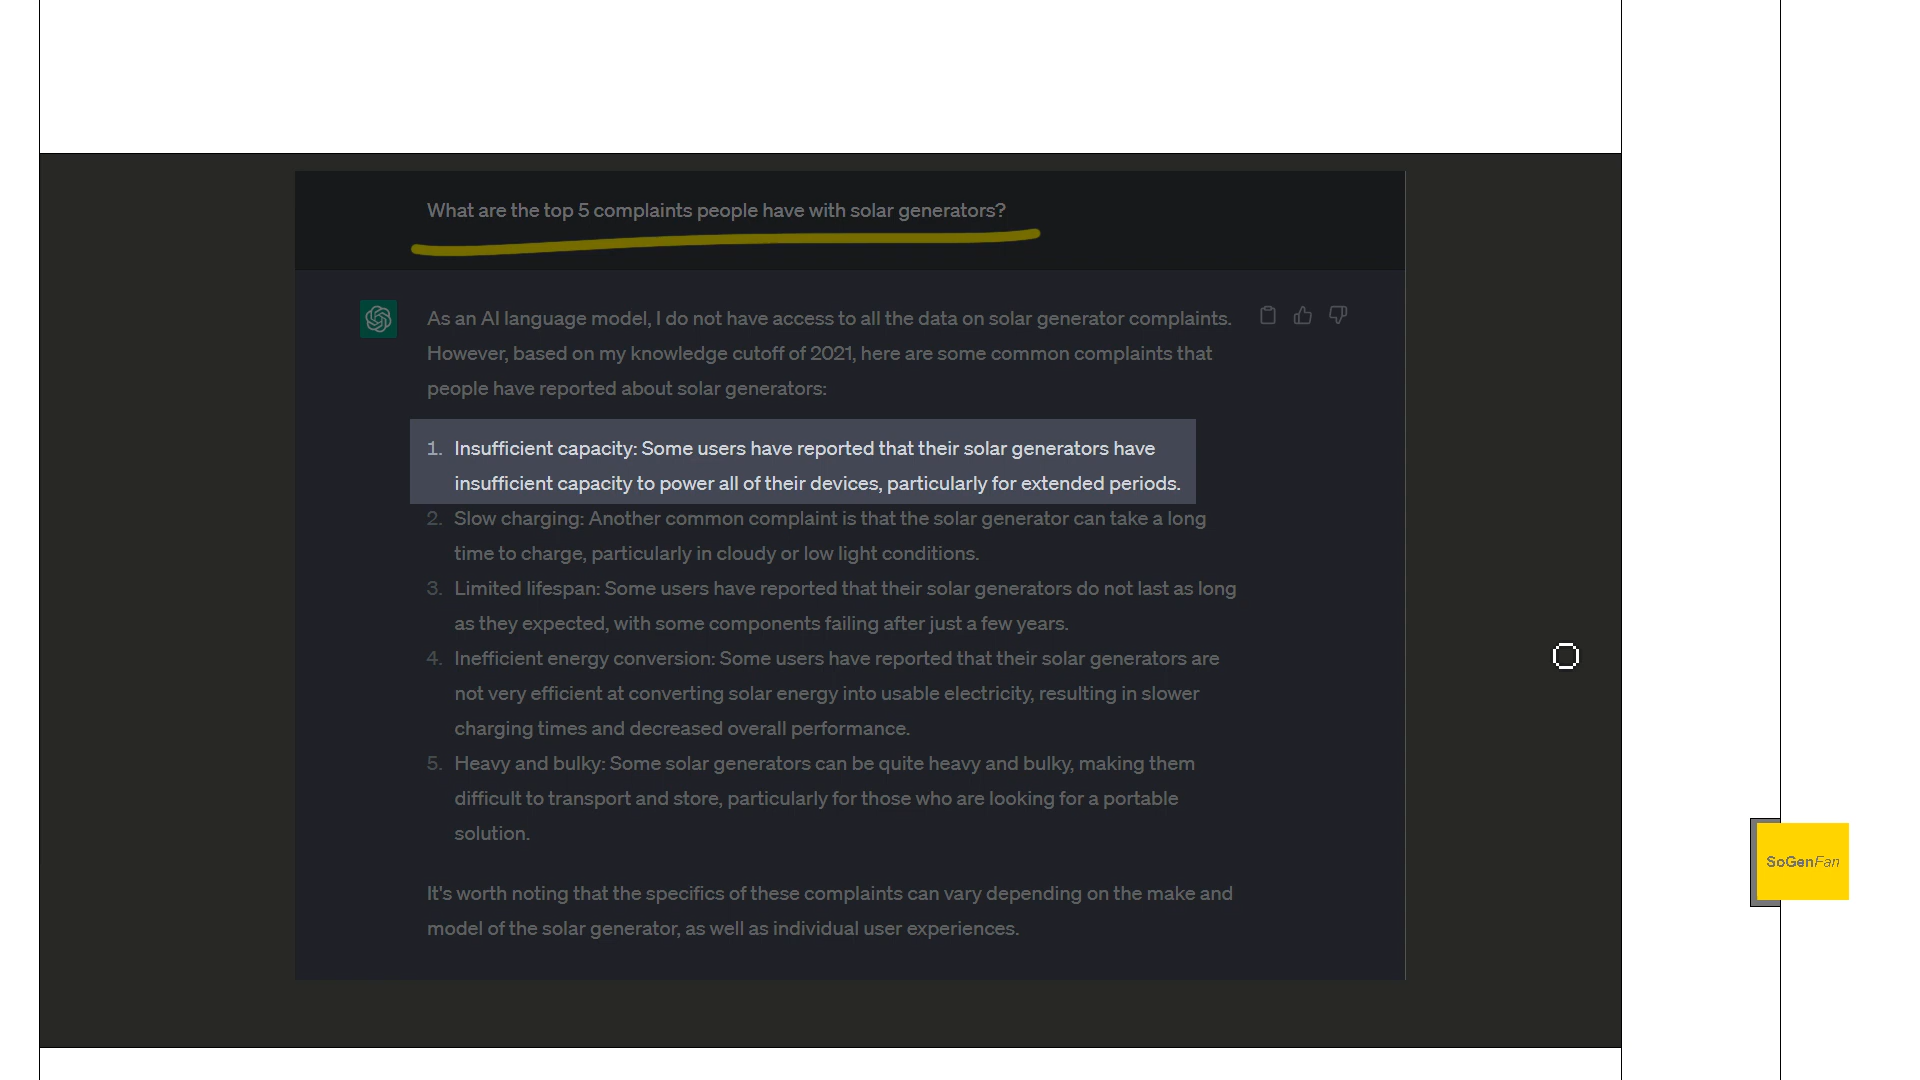 What are the top 5 complaints people have with solar generators?
As an AI language model, I do not have access to all the data on solar generator complaints.
However, based on my knowledge cutoff of 2021, here are some common complaints that
people have reported about solar generators:
1. Insufficient capacity: Some users have reported that their solar generators have
insufficient capacity to power all of their devices, particularly for extended periods.
2. Slow charging: Another common complaint is that the solar generator can take a long
time to charge, particularly in cloudy or low light conditions.
3. Limited lifespan: Some users have reported that their solar generators do not last as long
as they expected, with some components failing after just a few years.
4. Inefficient energy conversion: Some users have reported that their solar generators are
not very efficient at converting solar energy into usable electricity, resulting in slower
charging times and decreased overall performance.
5. Heavy and bulky: Some solar generators can be quite heavy and bulky, making them
difficult to transport and store, particularly for those who are looking for a portable
solution.
It's worth noting that the specifics of these complaints can vary depending on the make and
model of the solar generator, as well as individual user experiences.
SoGenFan